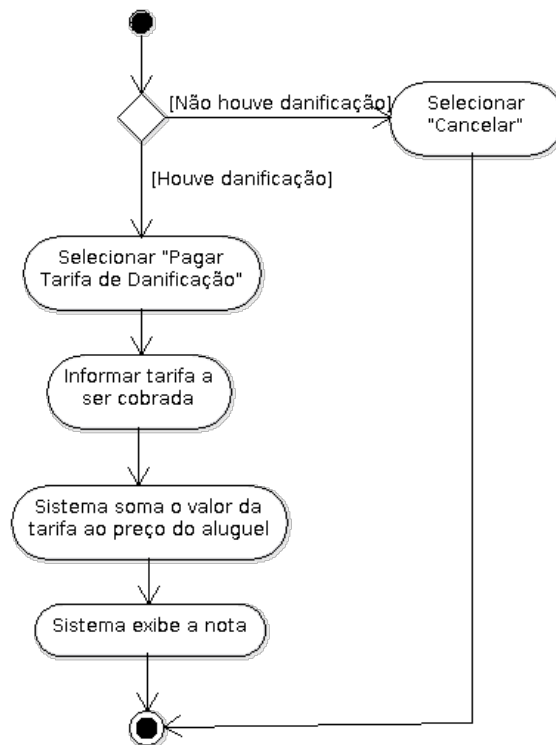 [Não houve danificação]
Selecionar
"Cancelar"
[Houve danificação]
Selecionar "Pagar
Tarifa de Danificação"
Informar tarifa a
ser cobrada
Sistema soma o valor da
tarifa ao preço do aluguel
Sistema exibe a nota